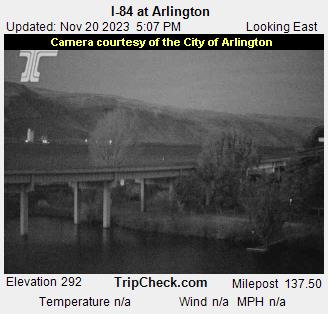 I-84 at Arlington
Updated: Nov 20 2023 5:07 PM Looking East
Camera courtesy of the City of Arlington
Elevation 292 TripCheck.com Milepost 137.50
Temperature n/a Wind n/a MPH n/a